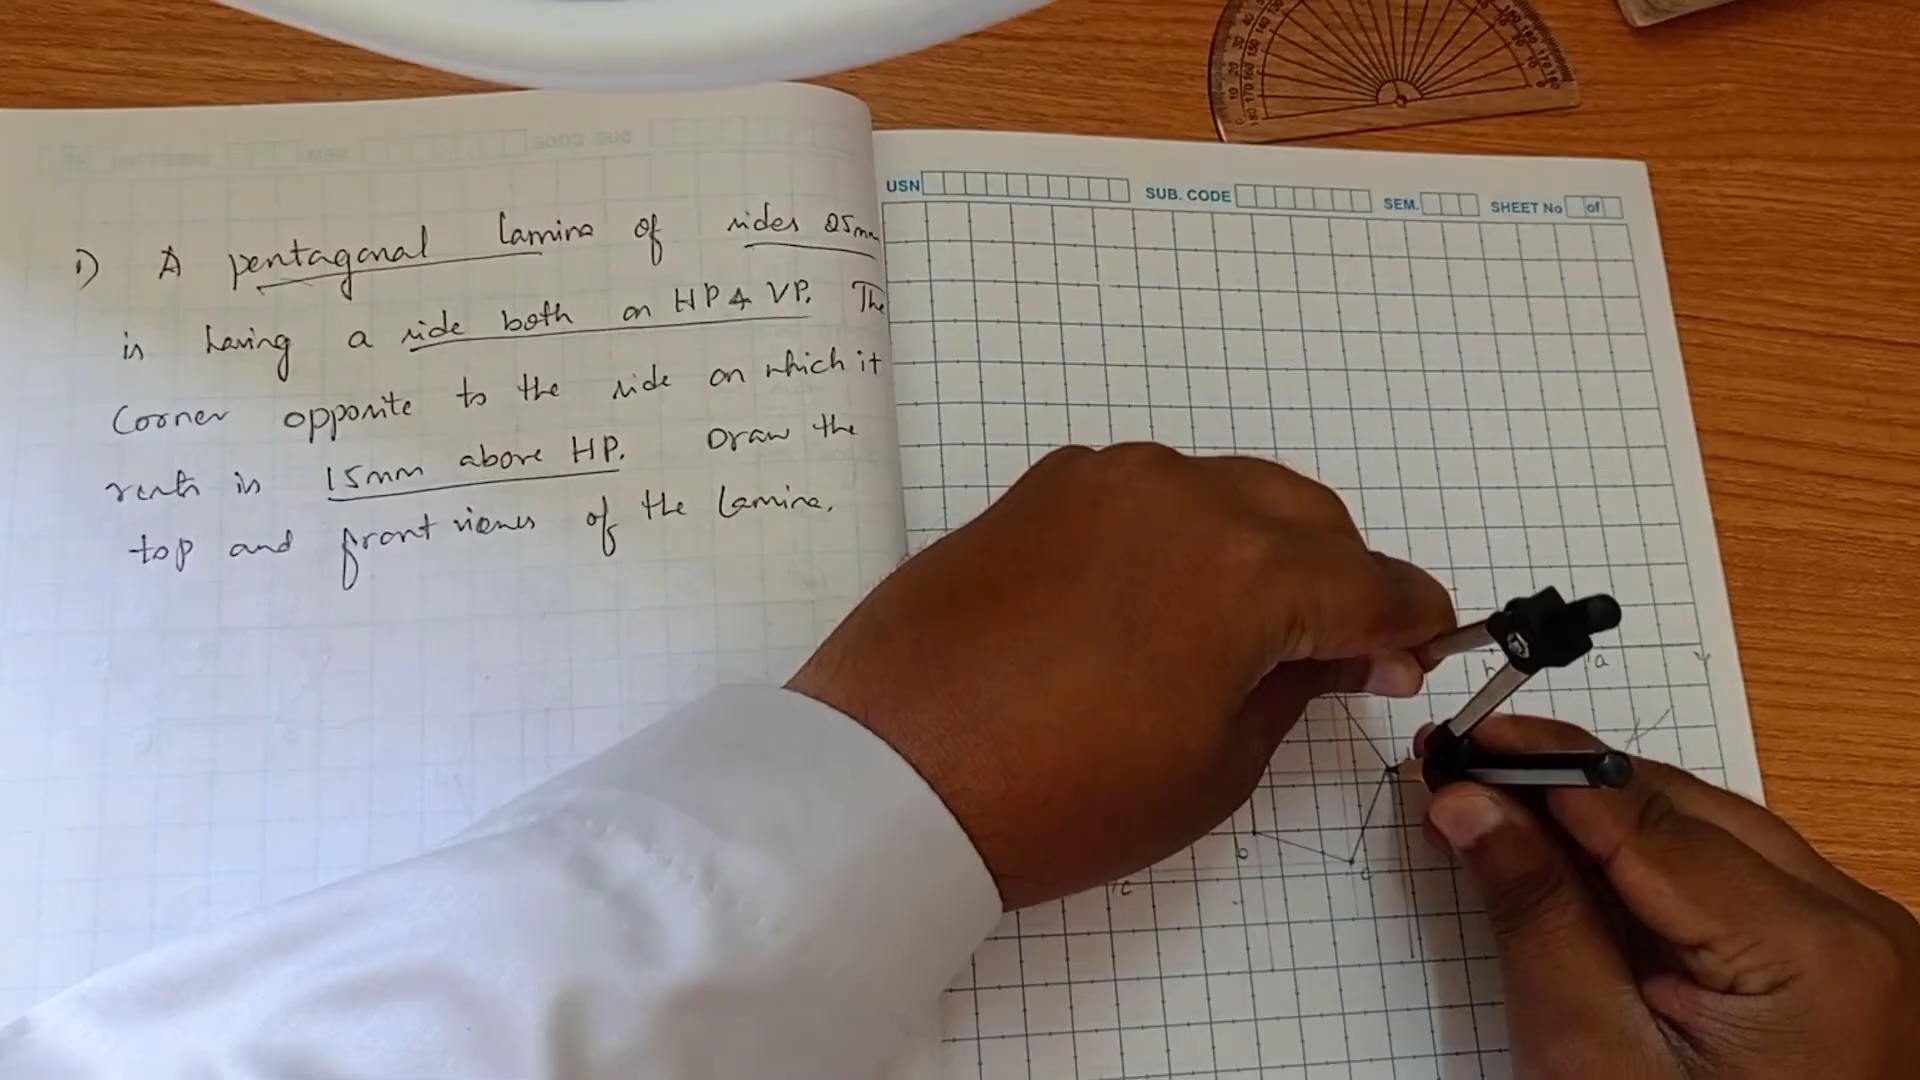 1) A pentagonal Lamina of sides 25mm
is having a side both on HP & VP. The
Corner opposite to the side on which it
rests is 15mm above HP. Draw the
top and front views of the Lamina.
USN SUB. CODE SEM. SHEET No of
b a Y
b
c
c